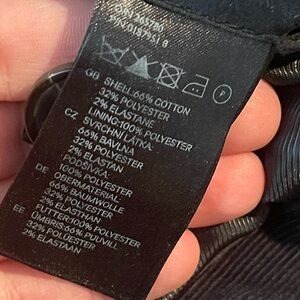 GB SHELL:66% COTTON
32% POLYESTER
2% ELASTANE
LINING:100% POLYESTER
CZ SVRCHNÍ LÁTKA:
66% BAVLNA
32% POLYESTER
2% ELASTAN
PODŠÍVKA:
100% POLYESTER
DE OBERMATERIAL:
66% BAUMWOLLE
32% POLYESTER
2% ELASTHAN
FUTTER:100% POLYESTER
EE ÜMBRIS:66% PUUVILL
32% POLÜESTER
2% ELASTAAN